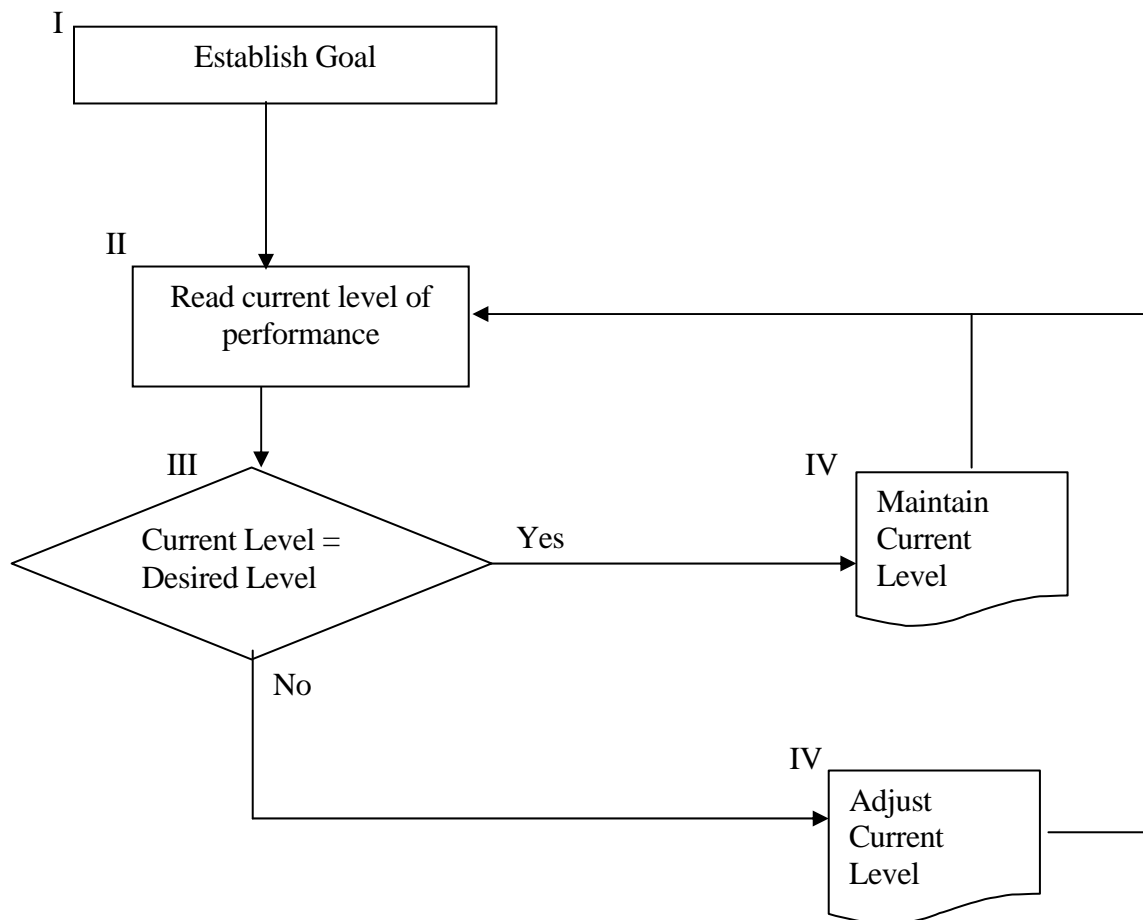 I
Establish Goal
II
Read current level of
performance
III
Current Level =
Desired Level
Yes
IV
Maintain
Current
Level
No
IV
Adjust
Current
Level